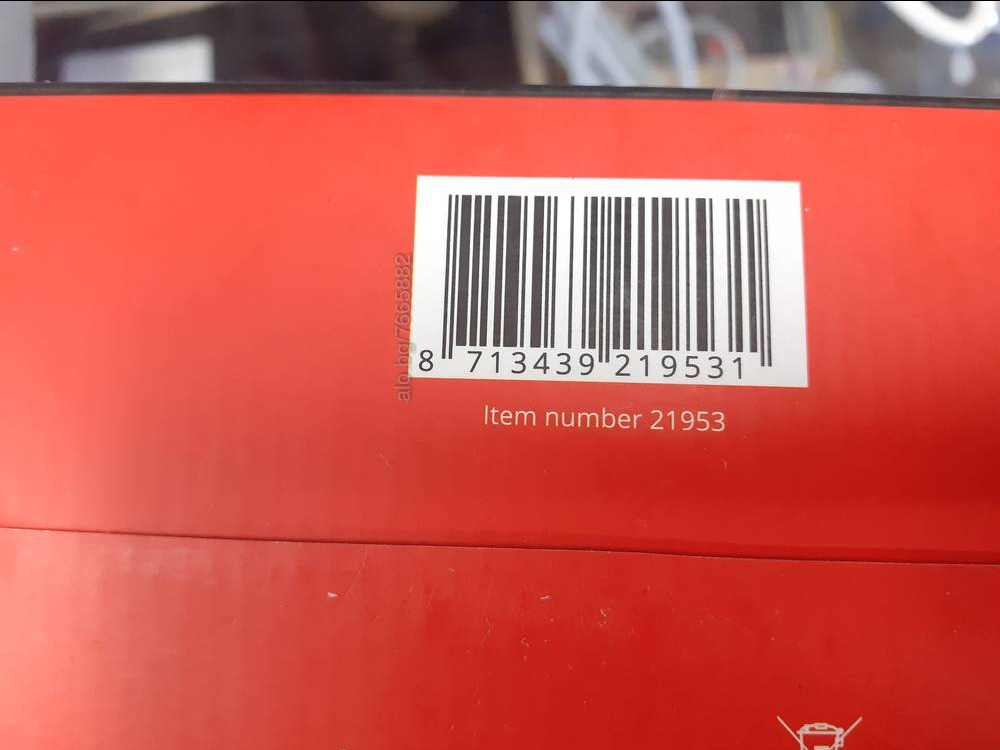 8 713439 219531
Item number 21953
alo.bg/7665882